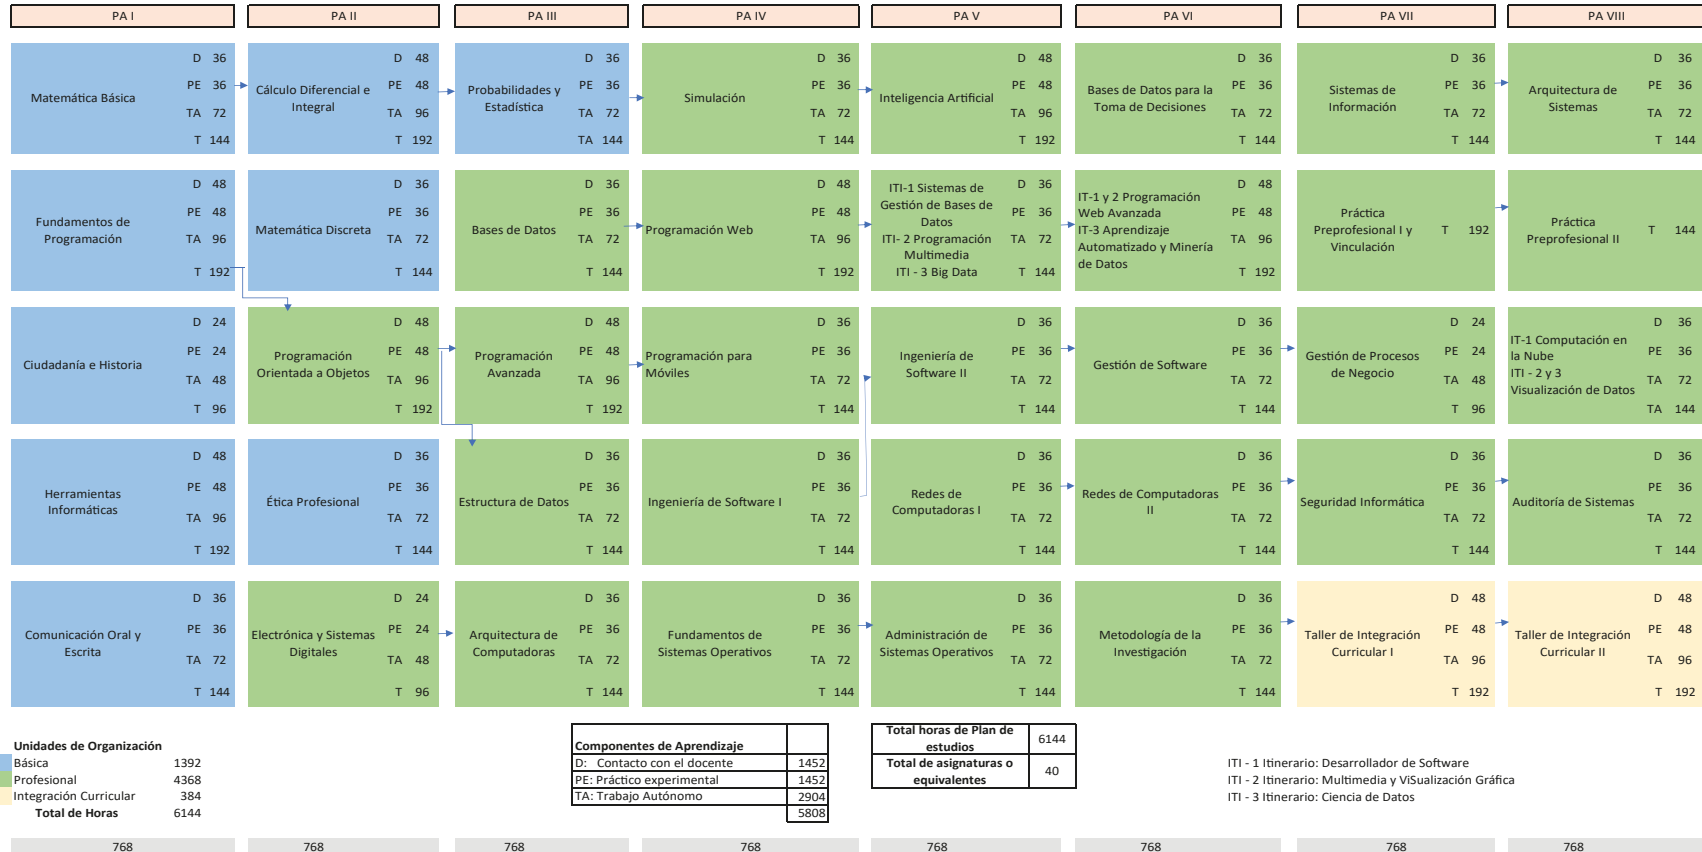 PA I
PA II
PA III
PA IV
PA V
PA VI
PA VII
PA VIII
Matemática Básica
D 36
PE 36
TA 72
T 144
Cálculo Diferencial e
Integral
D 48
PE 48
TA 96
T 192
Probabilidades y
Estadística
D 36
PE 36
TA 72
TA 144
Simulación
D 36
PE 36
TA 72
T 144
Inteligencia Artificial
D 48
PE 48
TA 96
T 192
Bases de Datos para la
Toma de Decisiones
D 36
PE 36
TA 72
T 144
Sistemas de
Información
D 36
PE 36
TA 72
T 144
Arquitectura de
Sistemas
D 36
PE 36
TA 72
T 144
Fundamentos de
Programación
D 48
PE 48
TA 96
T 192
Matemática Discreta
D 36
PE 36
TA 72
T 144
Bases de Datos
D 36
PE 36
TA 72
T 144
Programación Web
D 48
PE 48
TA 96
T 192
ITI-1 Sistemas de
Gestión de Bases de
Datos
ITI- 2 Programación
Multimedia
ITI - 3 Big Data
D 36
PE 36
TA 72
T 144
IT-1 y 2 Programación
Web Avanzada
IT-3 Aprendizaje
Automatizado y Minería
de Datos
D 48
PE 48
TA 96
T 192
Práctica
Preprofesional I y
Vinculación
T 192
Práctica
Preprofesional II
T 144
Ciudadanía e Historia
D 24
PE 24
TA 48
T 96
Programación
Orientada a Objetos
D 48
PE 48
TA 96
T 192
Programación
Avanzada
D 48
PE 48
TA 96
T 192
Programación para
Móviles
D 36
PE 36
TA 72
T 144
Ingeniería de
Software II
D 36
PE 36
TA 72
T 144
Gestión de Software
D 36
PE 36
TA 72
T 144
Gestión de Procesos
de Negocio
D 24
PE 24
TA 48
T 96
IT-1 Computación en
la Nube
ITI - 2 y 3
Visualización de Datos
D 36
PE 36
TA 72
TA 144
Herramientas
Informáticas
D 48
PE 48
TA 96
T 192
Ética Profesional
D 36
PE 36
TA 72
T 144
Estructura de Datos
D 36
PE 36
TA 72
T 144
Ingeniería de Software I
D 36
PE 36
TA 72
T 144
Redes de
Computadoras I
D 36
PE 36
TA 72
T 144
Redes de Computadoras
II
D 36
PE 36
TA 72
T 144
Seguridad Informática
D 36
PE 36
TA 72
T 144
Auditoría de Sistemas
D 36
PE 36
TA 72
T 144
Comunicación Oral y
Escrita
D 36
PE 36
TA 72
T 144
Electrónica y Sistemas
Digitales
D 24
PE 24
TA 48
T 96
Arquitectura de
Computadoras
D 36
PE 36
TA 72
T 144
Fundamentos de
Sistemas Operativos
D 36
PE 36
TA 72
T 144
Administración de
Sistemas Operativos
D 36
PE 36
TA 72
T 144
Metodología de la
Investigación
D 36
PE 36
TA 72
T 144
Taller de Integración
Curricular I
D 48
PE 48
TA 96
T 192
Taller de Integración
Curricular II
D 48
PE 48
TA 96
T 192
Unidades de Organización
Básica 1392
Profesional 4368
Integración Curricular 384
Total de Horas 6144
Componentes de Aprendizaje
D: Contacto con el docente 1452
PE: Práctico experimental 1452
TA: Trabajo Autónomo 2904
5808
Total horas de Plan de
estudios
6144
Total de asignaturas o
equivalentes
40
ITI - 1 Itinerario: Desarrollador de Software
ITI - 2 Itinerario: Multimedia y ViSualización Gráfica
ITI - 3 Itinerario: Ciencia de Datos
768
768
768
768
768
768
768
768